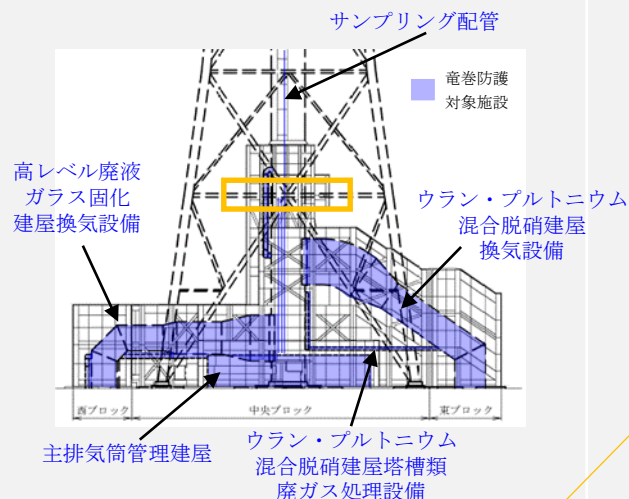 サンプリング配管
竜巻防護
対象施設
高レベル廃液
ガラス固化
建屋換気設備
ウラン・プルトニウム
混合脱硝建屋
換気設備
西ブロック
中央ブロック
東ブロック
主排気筒管理建屋
ウラン・プルトニウム
混合脱硝建屋塔槽類
廃ガス処理設備